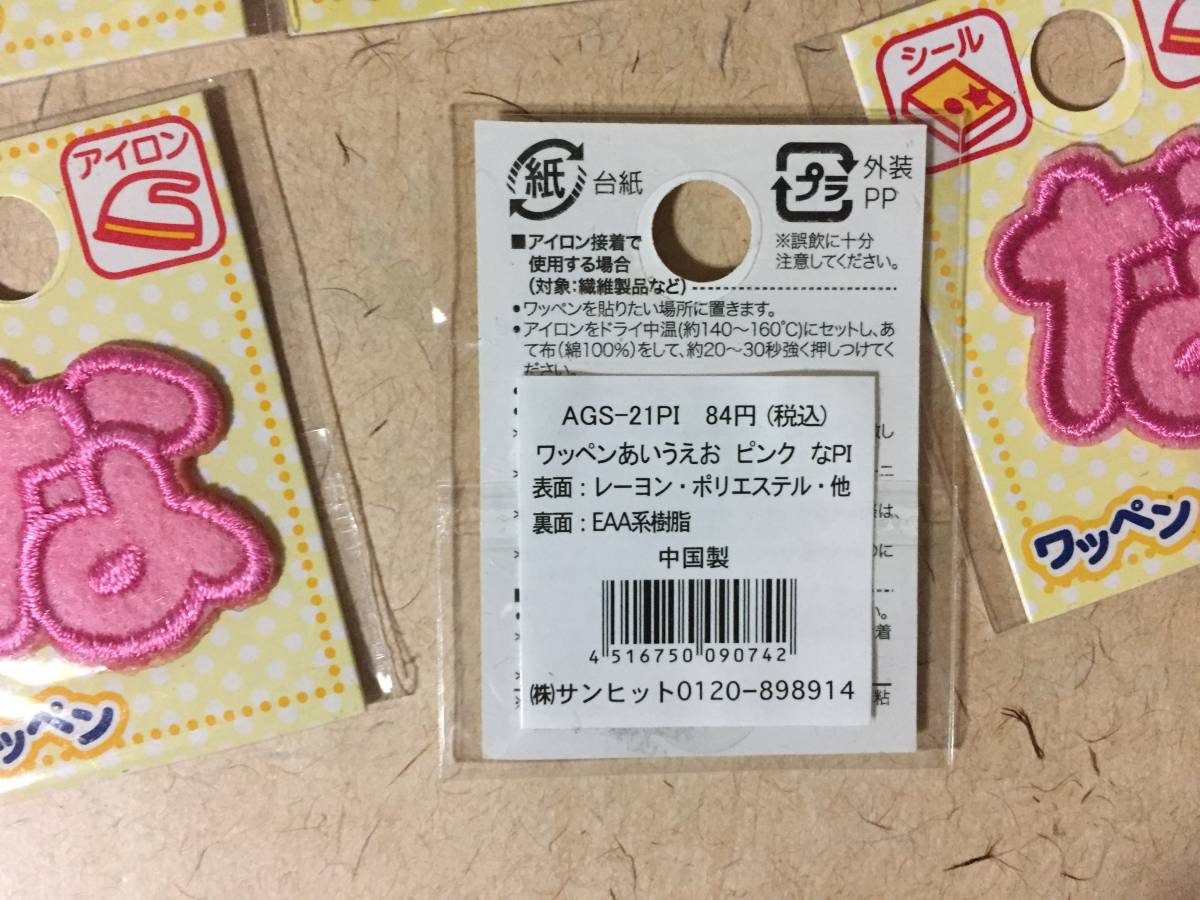 アイロン
シール
紙
台紙
プラ
外装
PP
※誤飲に十分
注意してください。
■アイロン接着で
使用する場合
(対象:繊維製品など)
•ワッペンを貼りたい場所に置きます。
•アイロンをドライ中温(約140〜160℃)にセットし、あ
て布(綿100%)をして、約20〜30秒強く押しつけてく
ださい。
AGS-21PI 84円(税込)
ワッペンあいうえお ピンク なPI
表面:レーヨン・ポリエステル・他
裏面:EAA系樹脂
中国製
4 516750 090742
(株)サンヒット0120-898914
な
な
ワッペン
ッペン